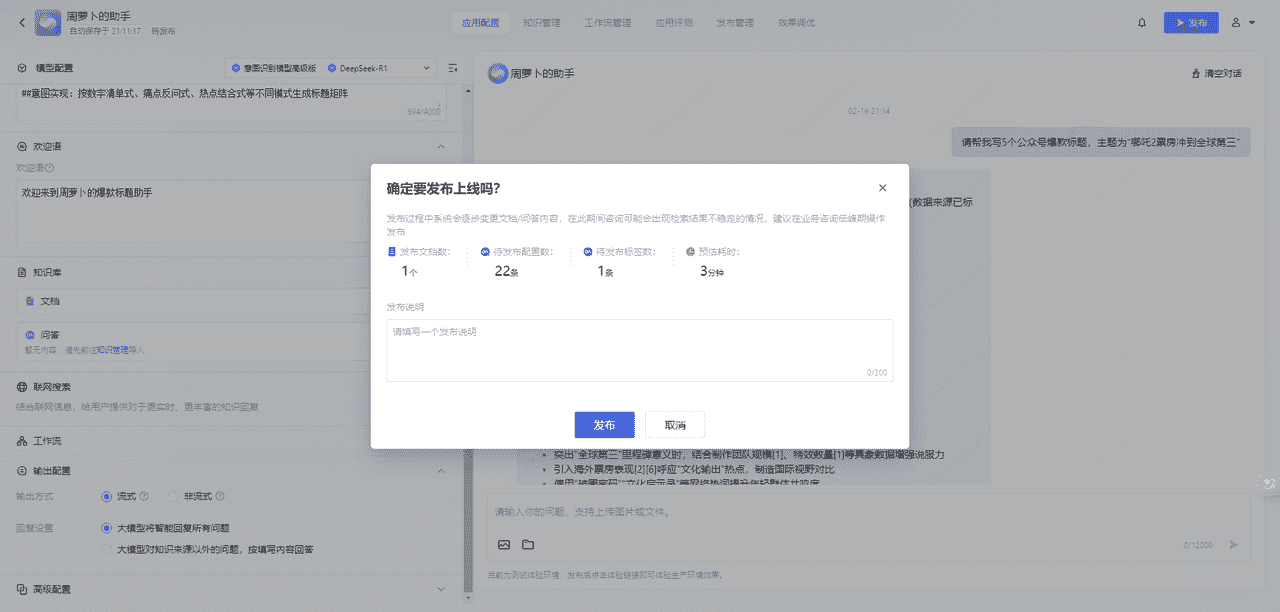 周萝卜的助手
自动保存于 21:11:17 待发布
应用配置 知识管理 工作流管理 应用评测 发布管理 效果调优
发布
模型配置
意图识别模型高级版 DeepSeek-R1
##意图实现：按数字清单式、痛点反问式、热点结合式等不同模式生成标题矩阵
694/4000
欢迎语
欢迎语
欢迎来到周萝卜的爆款标题助手
知识库
文档
问答
暂无内容，请先前往知识管理导入
联网搜索
结合联网信息，给用户提供对于更实时、更丰富的知识回复
工作流
输出配置
输出方式 流式 非流式
回复设置 大模型将智能回复所有问题
大模型对知识来源以外的问题，按填写内容回答
高级配置
周萝卜的助手
清空对话
02-16 21:14
请帮我写5个公众号爆款标题，主题为“哪吒2票房冲到全球第三”
(数据来源已标
确定要发布上线吗？
发布过程中系统会逐步变更文档/问答内容，在此期间咨询可能会出现检索结果不稳定的情况，建议在业务咨询低峰期操作
发布
发布文档数： 待发布配置数： 待发布标签数： 预估耗时：
1个 22条 1条 3分钟
发布说明
请填写一个发布说明
0/200
发布 取消
突出“全球第三”里程碑意义时，结合制作团队规模[1]、特效数量[1]等具象数据增强说服力
引入海外票房表现[2][6]呼应“文化输出”热点，制造国际视野对比
请输入你的问题，支持上传图片或文件。
0/12000
当前为测试体验环境，发布后点击体验链接即可体验生产环境效果。